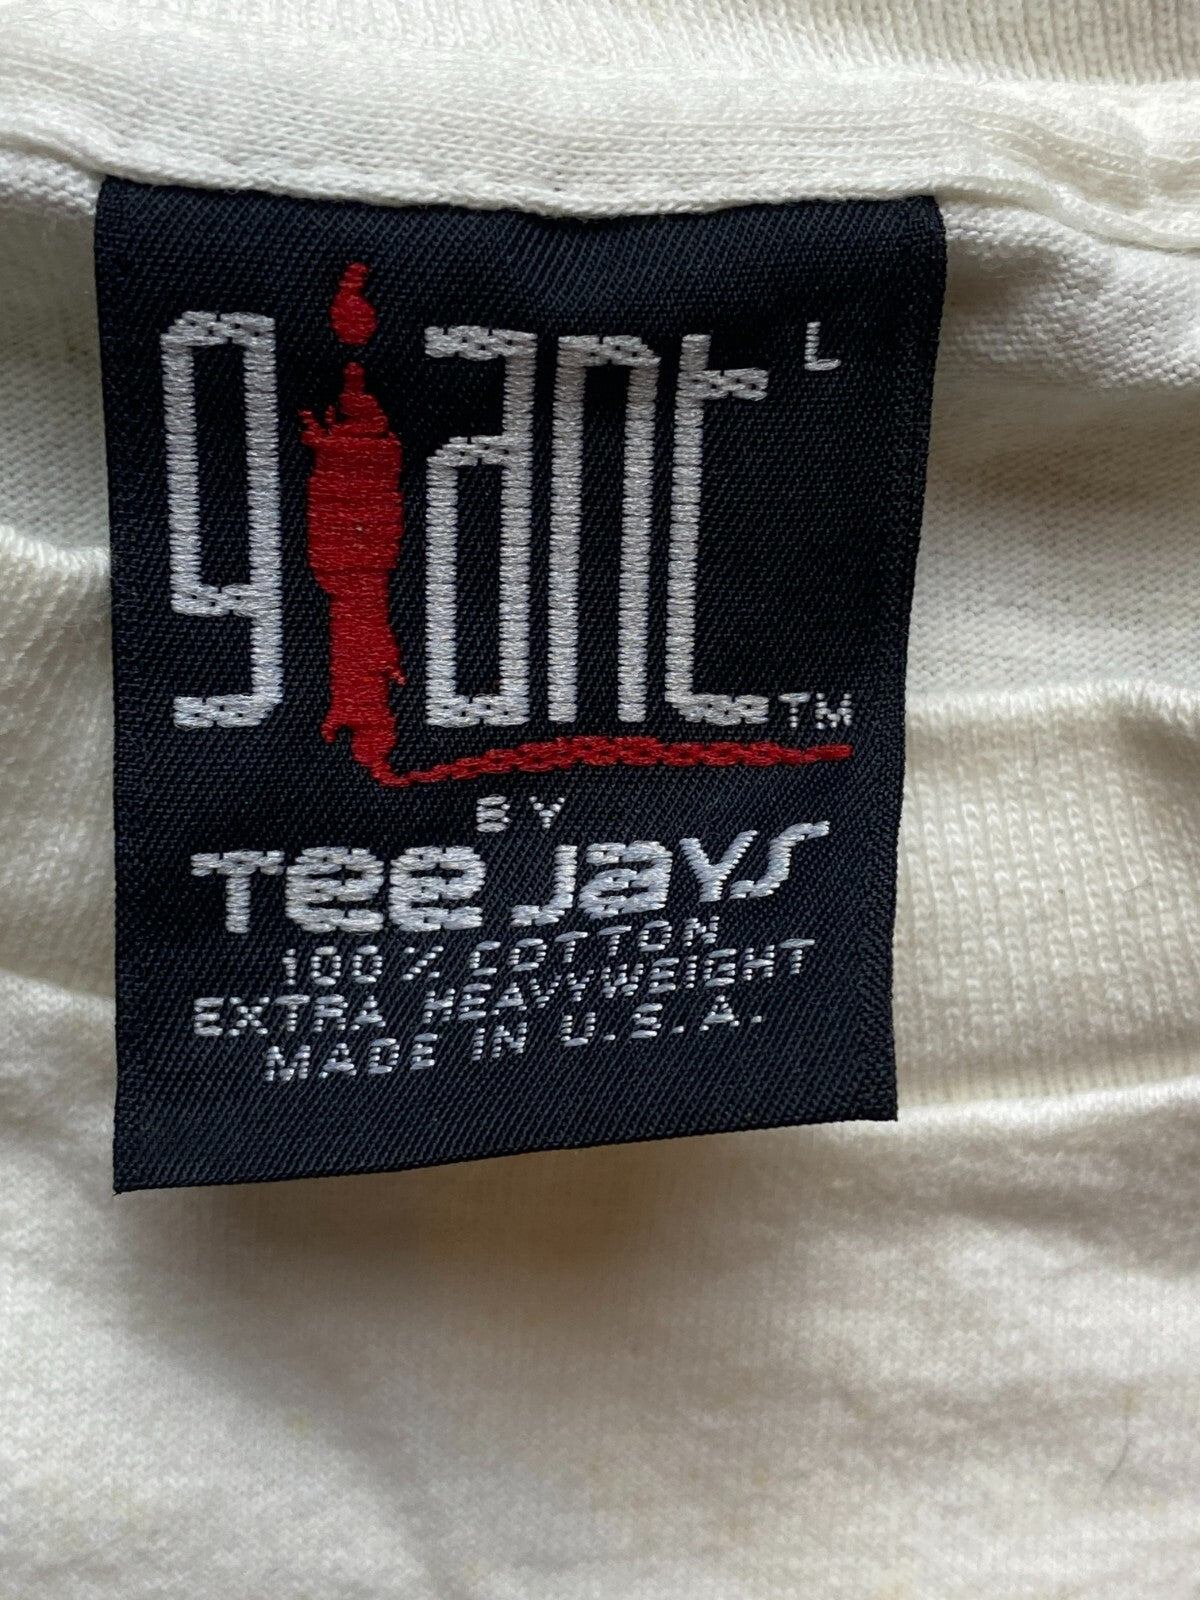 giant L
TM
BY
Tee Jays
100% COTTON
EXTRA HEAVYWEIGHT
MADE IN U.S.A.